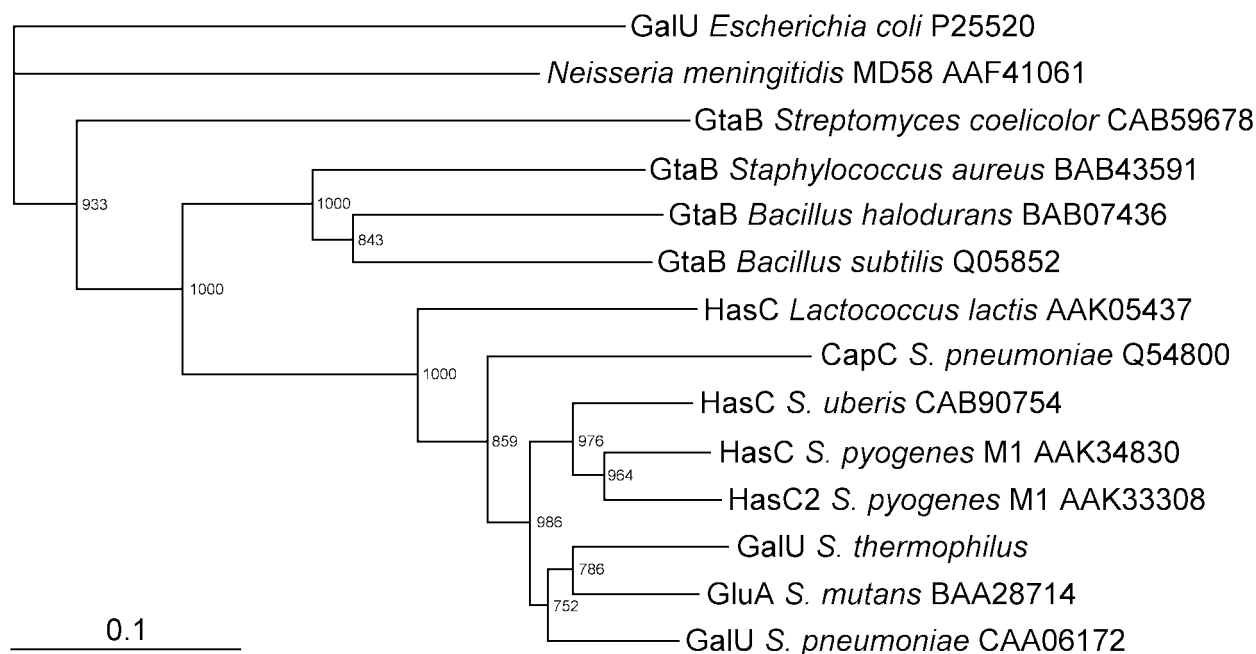 GalU Escherichia coli P25520
Neisseria meningitidis MD58 AAF41061
GtaB Streptomyces coelicolor CAB59678
GtaB Staphylococcus aureus BAB43591
933
1000
GtaB Bacillus halodurans BAB07436
843
GtaB Bacillus subtilis Q05852
1000
HasC Lactococcus lactis AAK05437
CapC S. pneumoniae Q54800
1000
HasC S. uberis CAB90754
859
976
HasC S. pyogenes M1 AAK34830
964
HasC2 S. pyogenes M1 AAK33308
986
GalU S. thermophilus
786
GluA S. mutans BAA28714
752
0.1
GalU S. pneumoniae CAA06172